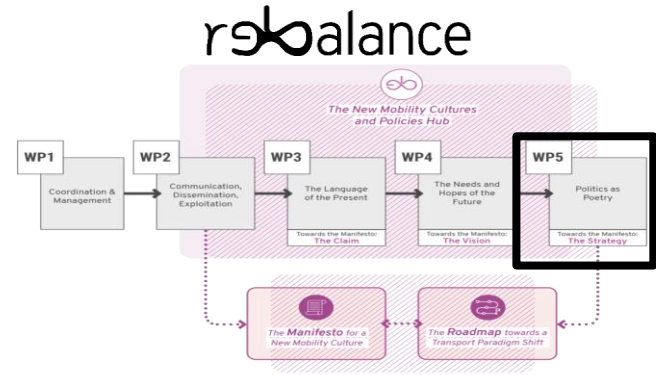 rebalance
The New Mobility Cultures
and Policies Hub
WP1
WP2
WP3
WP4
WP5
Coordination &
Management
Communication,
Dissemination,
Exploitation
The Language
of the Present
The Needs and
Hopes of the
Future
Politics as
Poetry
Towards the Manifesto:
The Claim
Towards the Manifesto:
The Vision
Towards the Manifesto:
The Strategy
The Manifesto for a
New Mobility Culture
The Roadmap towards a
Transport Paradigm Shift